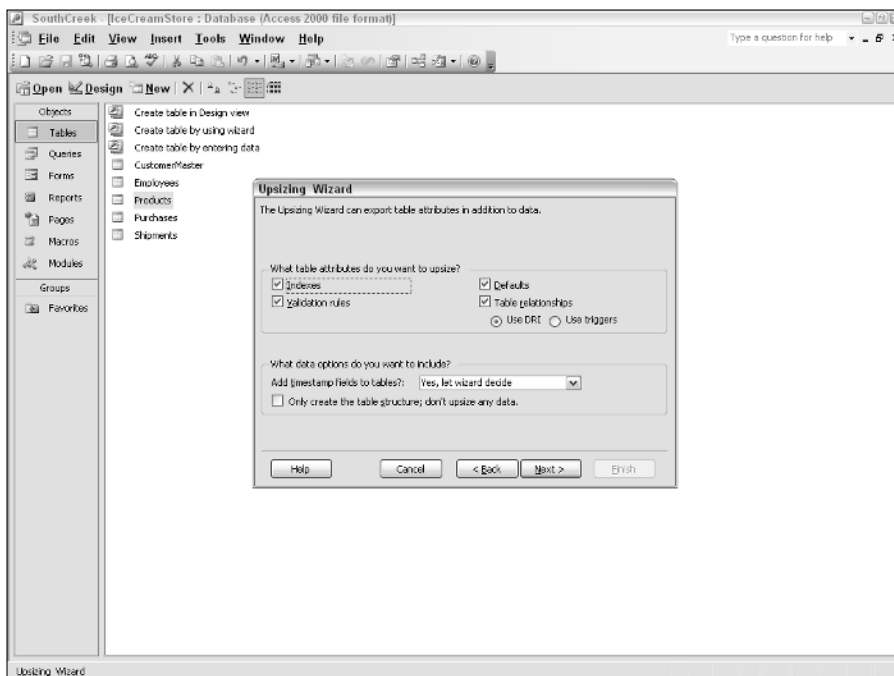 SouthCreek - [IceCreamStore : Database (Access 2000 file format)]
File Edit View Insert Tools Window Help
Type a question for help
Open Design New
Objects
Tables
Queries
Forms
Reports
Pages
Macros
Modules
Groups
Favorites
Create table in Design view
Create table by using wizard
Create table by entering data
CustomerMaster
Employees
Products
Purchases
Shipments
Upsizing Wizard
The Upsizing Wizard can export table attributes in addition to data.
What table attributes do you want to upsize?
Indexes
Defaults
Validation rules
Table relationships
Use DRI Use triggers
What data options do you want to include?
Add timestamp fields to tables?: Yes, let wizard decide
Only create the table structure; don't upsize any data.
Help Cancel < Back Next > Finish
Upsizing Wizard